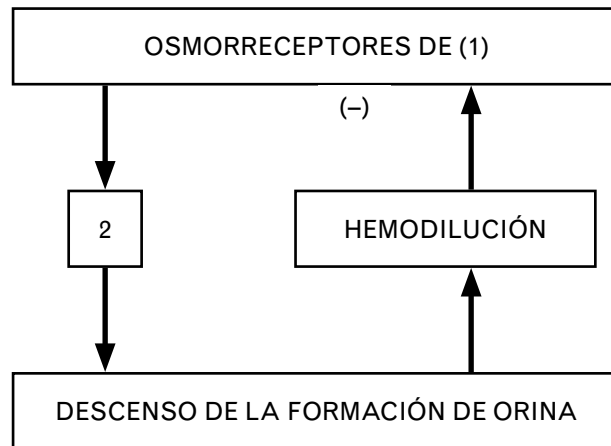 OSMORRECEPTORES DE (1)
(–)
2
HEMODILUCIÓN
DESCENSO DE LA FORMACIÓN DE ORINA